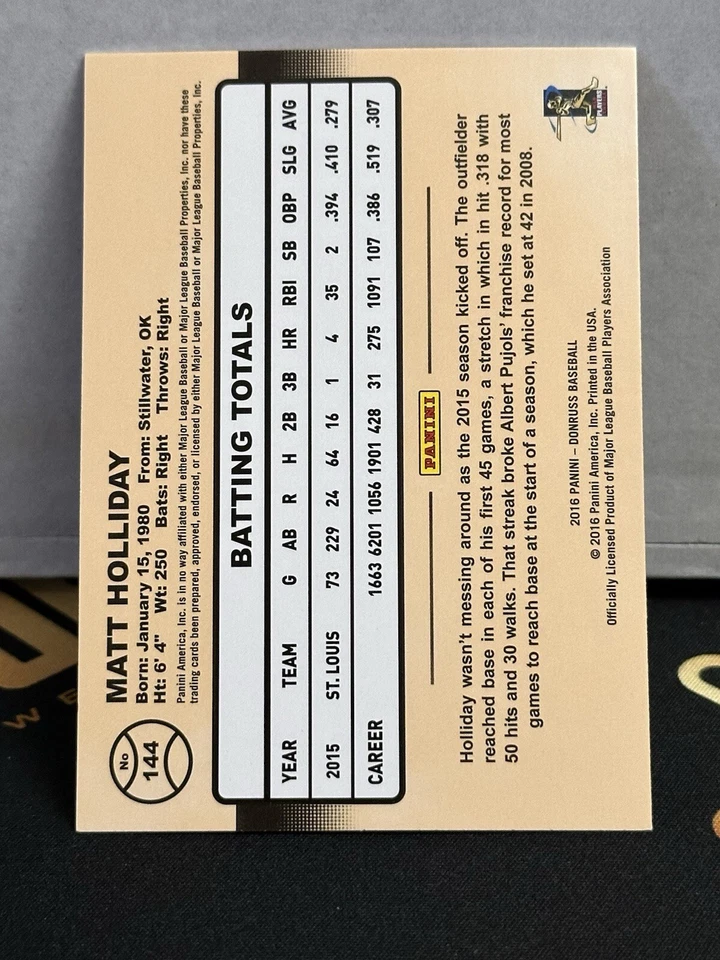 No
144
MATT HOLLIDAY
Born: January 15, 1980 From: Stillwater, OK
Ht: 6' 4" Wt: 250 Bats: Right Throws: Right
Panini America, Inc. is in no way affiliated with either Major League Baseball or Major League Baseball Properties, Inc. nor have these
trading cards been prepared, approved, endorsed, or licensed by either Major League Baseball or Major League Baseball Properties, Inc.
BATTING TOTALS
YEAR TEAM G AB R H 2B 3B HR RBI SB OBP SLG AVG
2015 ST. LOUIS 73 229 24 64 16 1 4 35 2 .394 .410 .279
CAREER 1663 6201 1056 1901 428 31 275 1091 107 .386 .519 .307
PANINI
Holliday wasn't messing around as the 2015 season kicked off. The outfielder
reached base in each of his first 45 games, a stretch in which in hit .318 with
50 hits and 30 walks. That streak broke Albert Pujols' franchise record for most
games to reach base at the start of a season, which he set at 42 in 2008.
2016 PANINI – DONRUSS BASEBALL
© 2016 Panini America, Inc. Printed in the USA.
Officially Licensed Product of Major League Baseball Players Association
PLAYERS